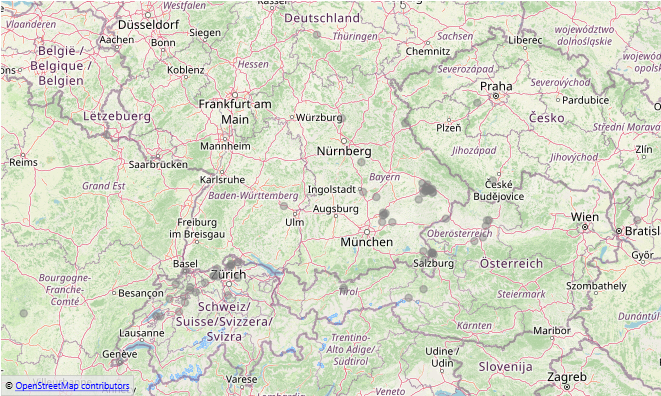 Westfalen
Kassel
Deutschland
Düsseldorf
Vlaanderen
Aachen
Bonn
Siegen
Thüringen
Sachsen
Chemnitz
Liberec
województwo
dolnośląskie
województwo
opolskie
België /
Belgique /
Belgien
Koblenz
Hessen
Severozápad
Severovýchod
Praha
Pardubice
Frankfurt am
Main
Lëtzebuerg
Würzburg
Plzeň
Česko
Střední Morava
Mannheim
Nürnberg
Jihozápad
Jihovýchod
Zlín
Reims
Saarbrücken
Grand Est
Karlsruhe
Bayern
Ingolstadt
České
Budějovice
Baden-Württemberg
Augsburg
Ulm
Freiburg
im Breisgau
München
Oberösterreich
Wien
Bratislava
Győr
Basel
Salzburg
Österreich
Zürich
Bourgogne-
Franche-
Comté
Besançon
Tirol
Steiermark
Szombathely
Schweiz/
Suisse/Svizzera/
Svizra
Lausanne
Kärnten
Dunántúl
Maribor
Trentino-
Alto Adige/
Südtirol
Genève
Udine /
Udin
Slovenija
Varese
Lombardia
Veneto
Zagreb
© OpenStreetMap contributors